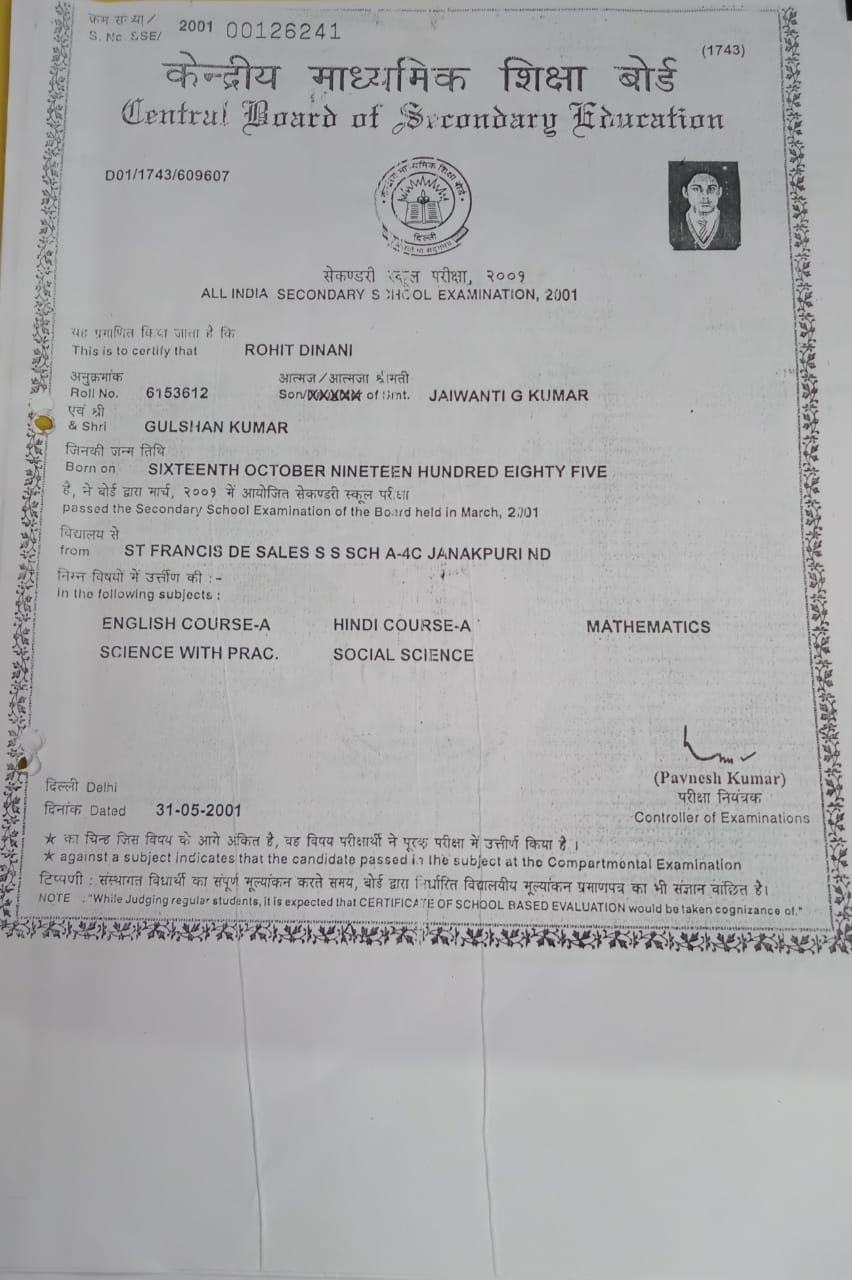 क्रम संख्या/
S. No. SSE/ 2001 00126241
(1743)
केन्द्रीय माध्यमिक शिक्षा बोर्ड
Central Board of Secondary Education
D01/1743/609607
दिल्ली
सेकण्डरी स्कूल परीक्षा, २००१
ALL INDIA SECONDARY SCHOOL EXAMINATION, 2001
यह प्रमाणित किया जाता है कि
This is to certify that ROHIT DINANI
अनुक्रमांक आत्मज/आत्मजा श्रीमती
Roll No. 6153612 Son/XXXXX of Smt. JAIWANTI G KUMAR
एवं श्री
& Shri GULSHAN KUMAR
जिनकी जन्म तिथि
Born on SIXTEENTH OCTOBER NINETEEN HUNDRED EIGHTY FIVE
है, ने बोर्ड द्वारा मार्च, २००१ में आयोजित सेकण्डरी स्कूल परीक्षा
passed the Secondary School Examination of the Board held in March, 2001
विद्यालय से
from ST FRANCIS DE SALES S S SCH A-4C JANAKPURI ND
निम्न विषयों में उर्त्तीण की :-
in the following subjects :
ENGLISH COURSE-A HINDI COURSE-A MATHEMATICS
SCIENCE WITH PRAC. SOCIAL SCIENCE
(Pavnesh Kumar)
दिल्ली Delhi परीक्षा नियंत्रक
दिनांक Dated 31-05-2001 Controller of Examinations
★ का चिन्ह जिस विषय के आगे अंकित है, वह विषय परीक्षार्थी ने पूरक परीक्षा में उर्त्तीण किया है।
★ against a subject indicates that the candidate passed in the subject at the Compartmental Examination
टिप्पणी : संस्थागत विधार्थी का संपूर्ण मूल्यांकन करते समय, बोर्ड द्वारा निर्धारित विद्यालयीय मूल्यांकन प्रमाणपत्र का भी संज्ञान वांछित है।
NOTE : "While Judging regular students, it is expected that CERTIFICATE OF SCHOOL BASED EVALUATION would be taken cognizance of."